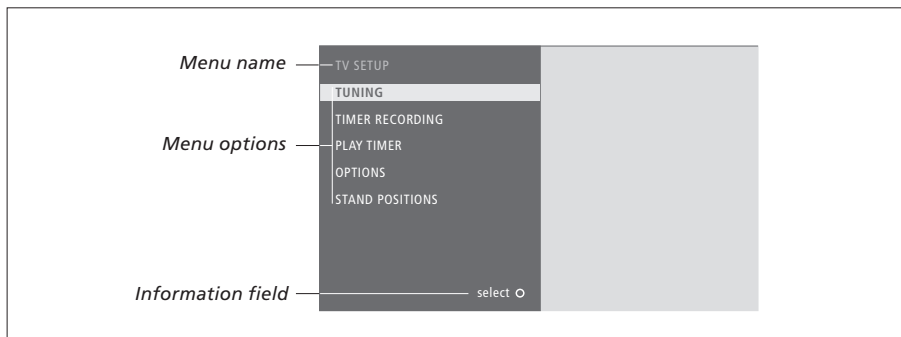 Menu name
TV SETUP
TUNING
TIMER RECORDING
Menu options
PLAY TIMER
OPTIONS
STAND POSITIONS
Information field
select